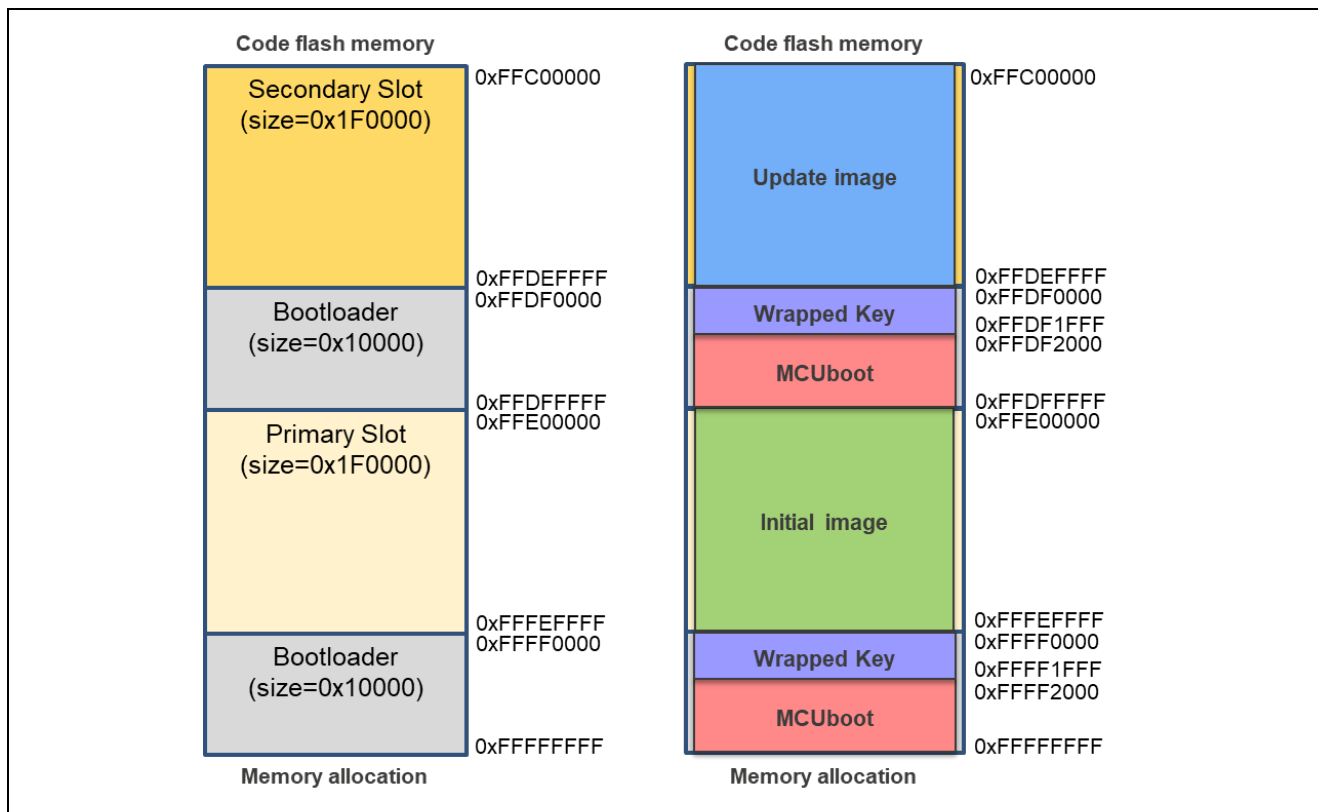 Code flash memory
0xFFC00000
Secondary Slot
(size=0x1F0000)
0xFFDEFFFF
0xFFDF0000
Bootloader
(size=0x10000)
0xFFDFFFFF
0xFFE00000
Primary Slot
(size=0x1F0000)
0xFFFEFFFF
0xFFFF0000
Bootloader
(size=0x10000)
0xFFFFFFFF
Memory allocation
Code flash memory
0xFFC00000
Update image
0xFFDEFFFF
0xFFDF0000
Wrapped Key
0xFFDF1FFF
0xFFDF2000
MCUboot
0xFFDFFFFF
0xFFE00000
Initial image
0xFFFEFFFF
0xFFFF0000
Wrapped Key
0xFFFF1FFF
0xFFFF2000
MCUboot
0xFFFFFFFF
Memory allocation